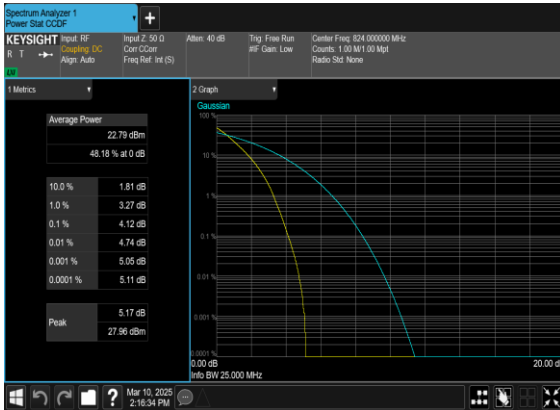 Spectrum Analyzer 1
Power Stat CCDF
+
KEYSIGHT
R T
LV
Input: RF
Coupling: DC
Align: Auto
Input Z: 50 Ω
Corr CCorr
Freq Ref: Int (S)
Atten: 40 dB
Trig: Free Run
#IF Gain: Low
Center Freq: 824.000000 MHz
Counts: 1.00 M/1.00 Mpt
Radio Std: None
1 Metrics
Average Power
22.79 dBm
48.18 % at 0 dB
10.0 % 1.81 dB
1.0 % 3.27 dB
0.1 % 4.12 dB
0.01 % 4.74 dB
0.001 % 5.05 dB
0.0001 % 5.11 dB
Peak
5.17 dB
27.96 dBm
2 Graph
Gaussian
100 %
10 %
1 %
0.1 %
0.01 %
0.001 %
0.0001 %
0.00 dB
20.00 d
Info BW 25.000 MHz
?
Mar 10, 2025
2:16:34 PM